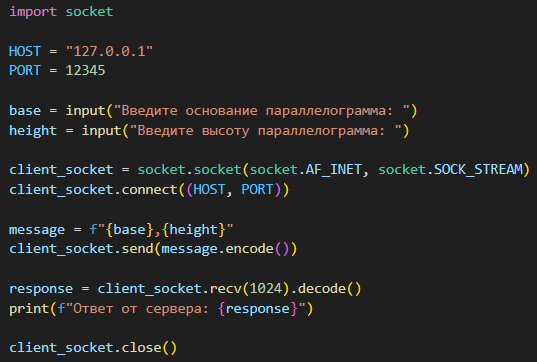 import socket
HOST = "127.0.0.1"
PORT = 12345
base = input("Введите основание параллелограмма: ")
height = input("Введите высоту параллелограмма: ")
client_socket = socket.socket(socket.AF_INET, socket.SOCK_STREAM)
client_socket.connect((HOST, PORT))
message = f"{base},{height}"
client_socket.send(message.encode())
response = client_socket.recv(1024).decode()
print(f"Ответ от сервера: {response}")
client_socket.close()